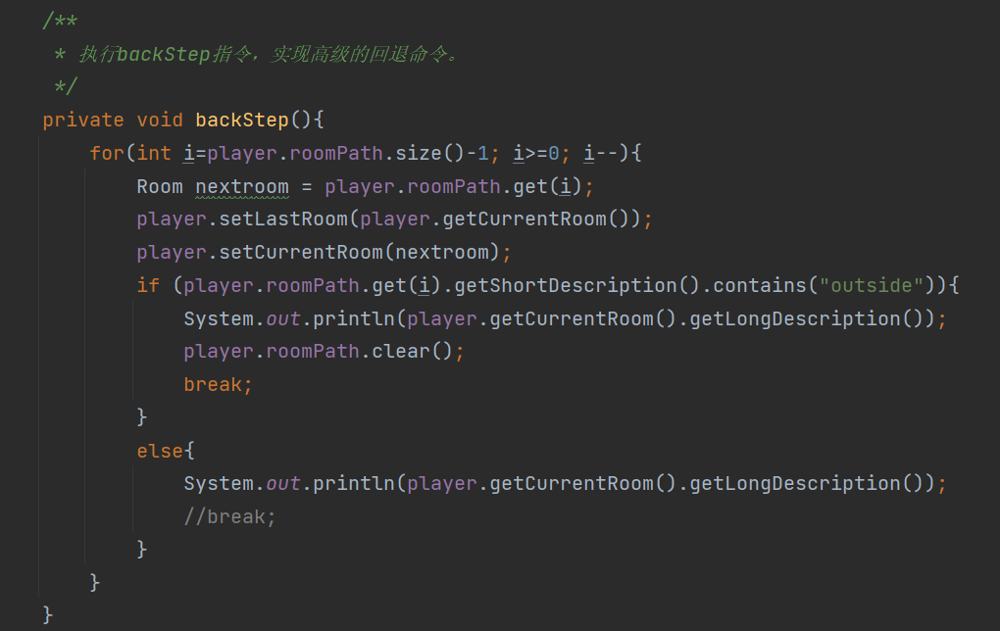 /**
 * 执行backStep指令，实现高级的回退命令。
 */
private void backStep(){
    for(int i=player.roomPath.size()-1; i>=0; i--){
        Room nextroom = player.roomPath.get(i);
        player.setLastRoom(player.getCurrentRoom());
        player.setCurrentRoom(nextroom);
        if (player.roomPath.get(i).getShortDescription().contains("outside")){
            System.out.println(player.getCurrentRoom().getLongDescription());
            player.roomPath.clear();
            break;
        }
        else{
            System.out.println(player.getCurrentRoom().getLongDescription());
            //break;
        }
    }
}